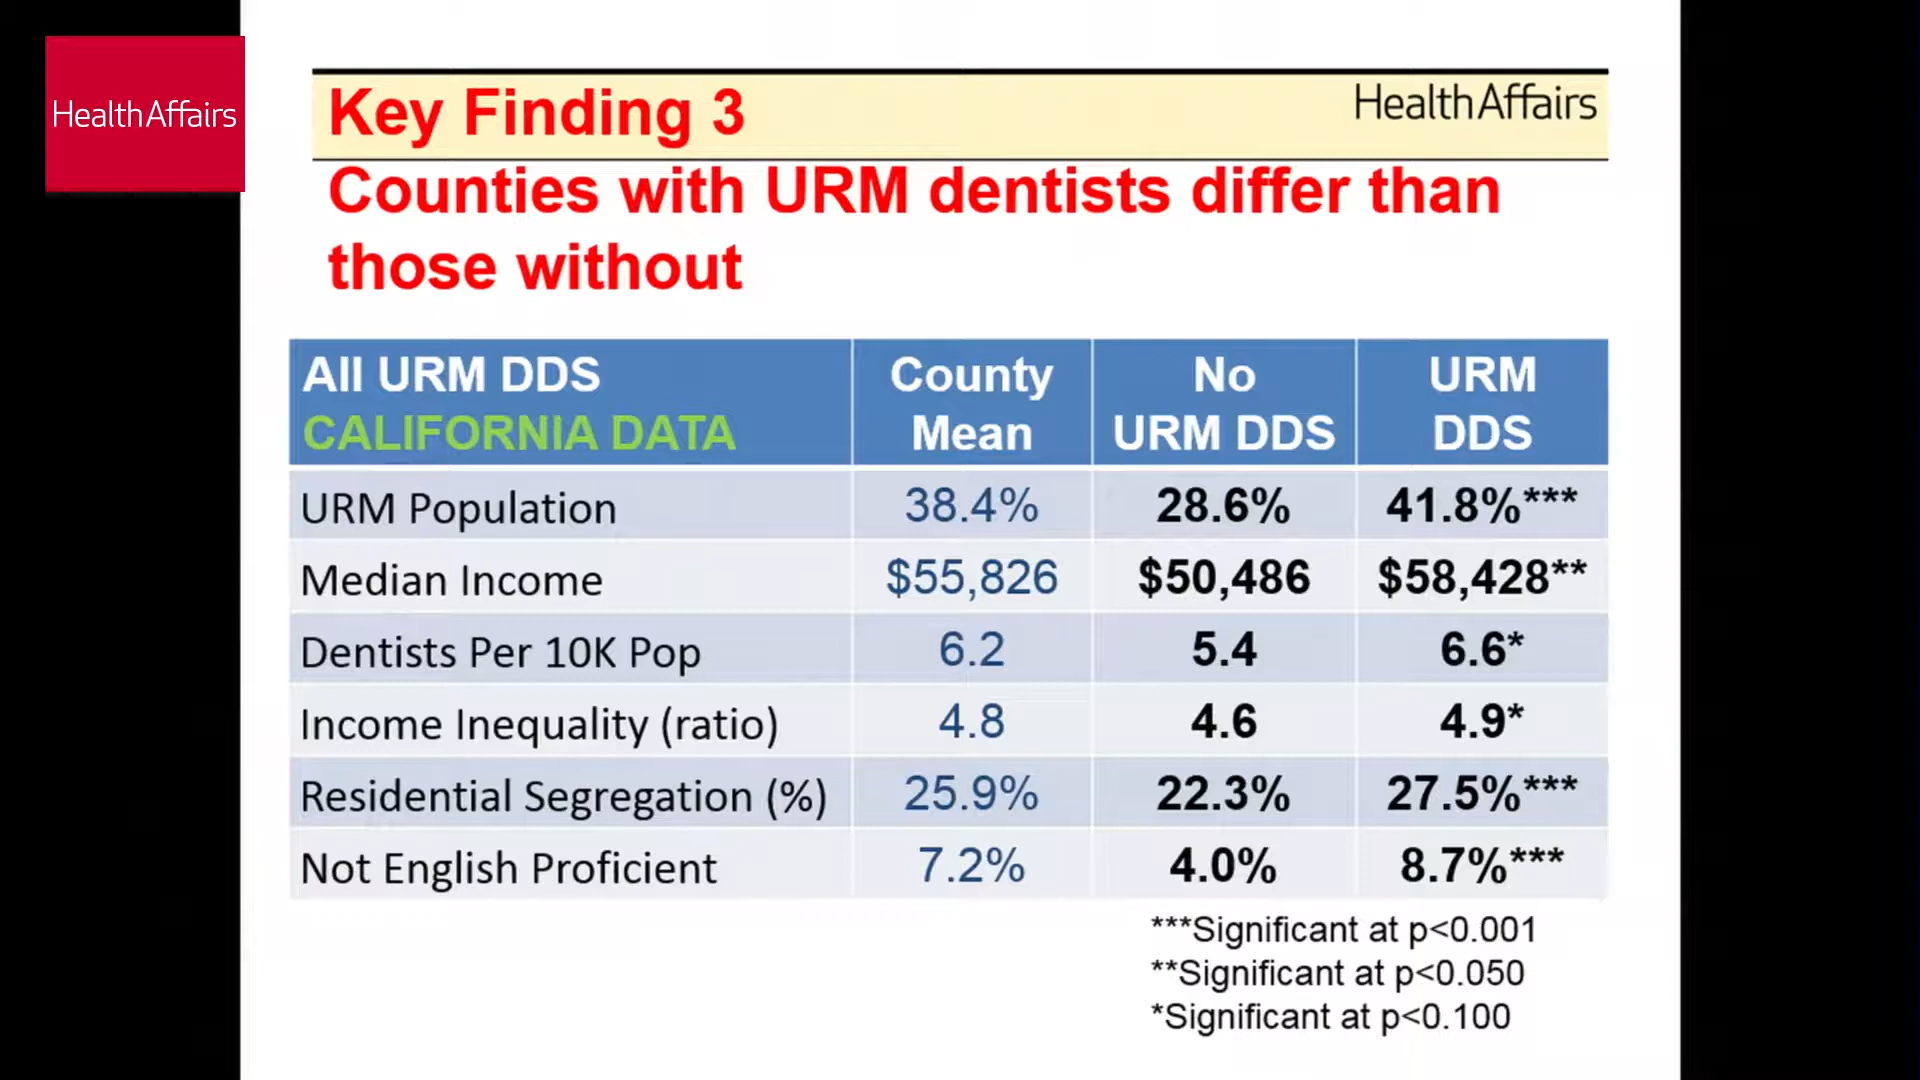 HealthAffairs
Key Finding 3
HealthAffairs
Counties with URM dentists differ than
those without
All URM DDS
CALIFORNIA DATA
County
Mean
No
URM DDS
URM
DDS
URM Population 38.4% 28.6% 41.8%***
Median Income $55,826 $50,486 $58,428**
Dentists Per 10K Pop 6.2 5.4 6.6*
Income Inequality (ratio) 4.8 4.6 4.9*
Residential Segregation (%) 25.9% 22.3% 27.5%***
Not English Proficient 7.2% 4.0% 8.7%***
***Significant at p<0.001
**Significant at p<0.050
*Significant at p<0.100